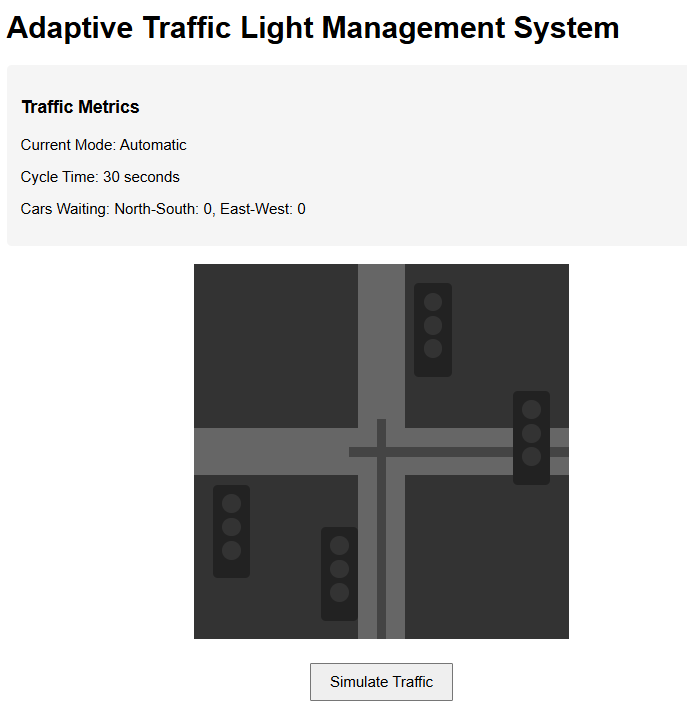 Adaptive Traffic Light Management System
Traffic Metrics
Current Mode: Automatic
Cycle Time: 30 seconds
Cars Waiting: North-South: 0, East-West: 0
Simulate Traffic